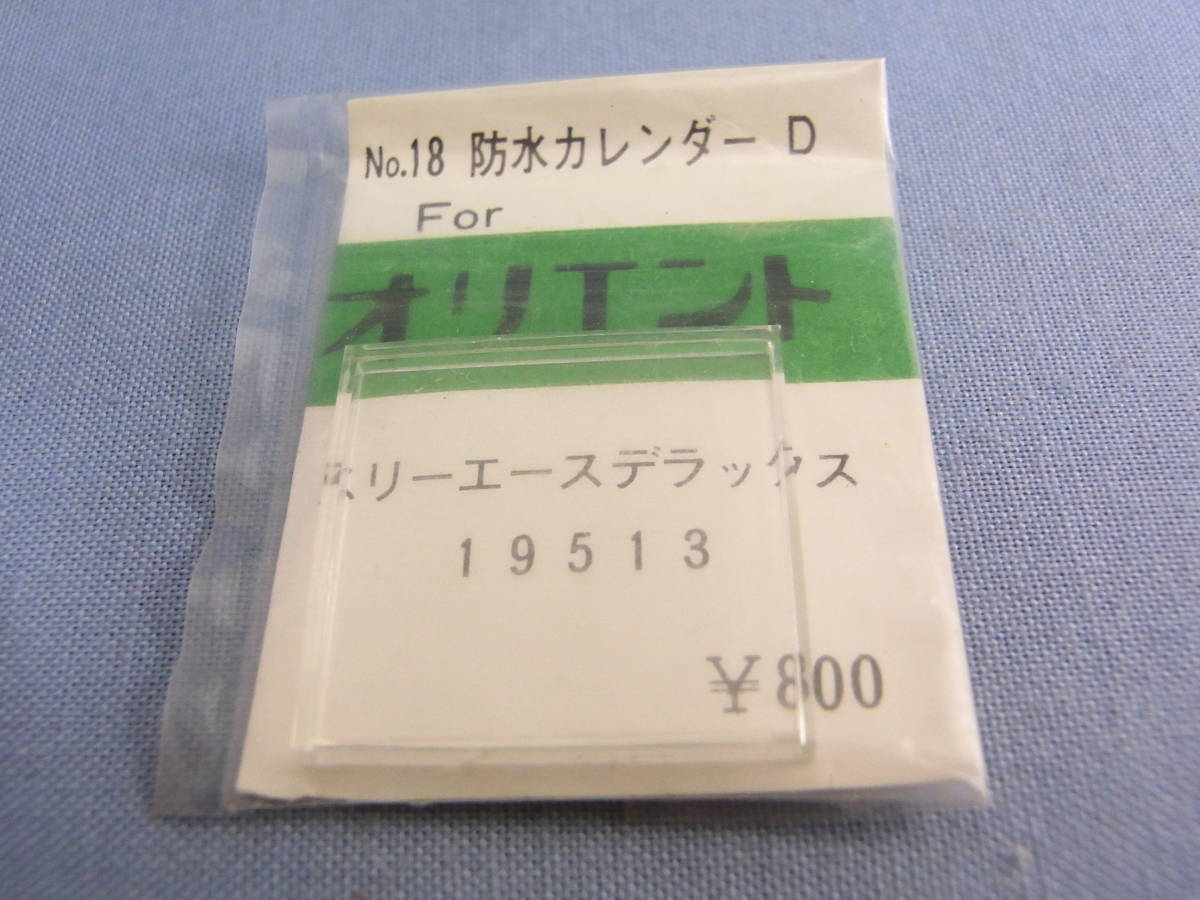 No.18 防水カレンダー D
For
オリエント
スリーエースデラックス
19513
￥800